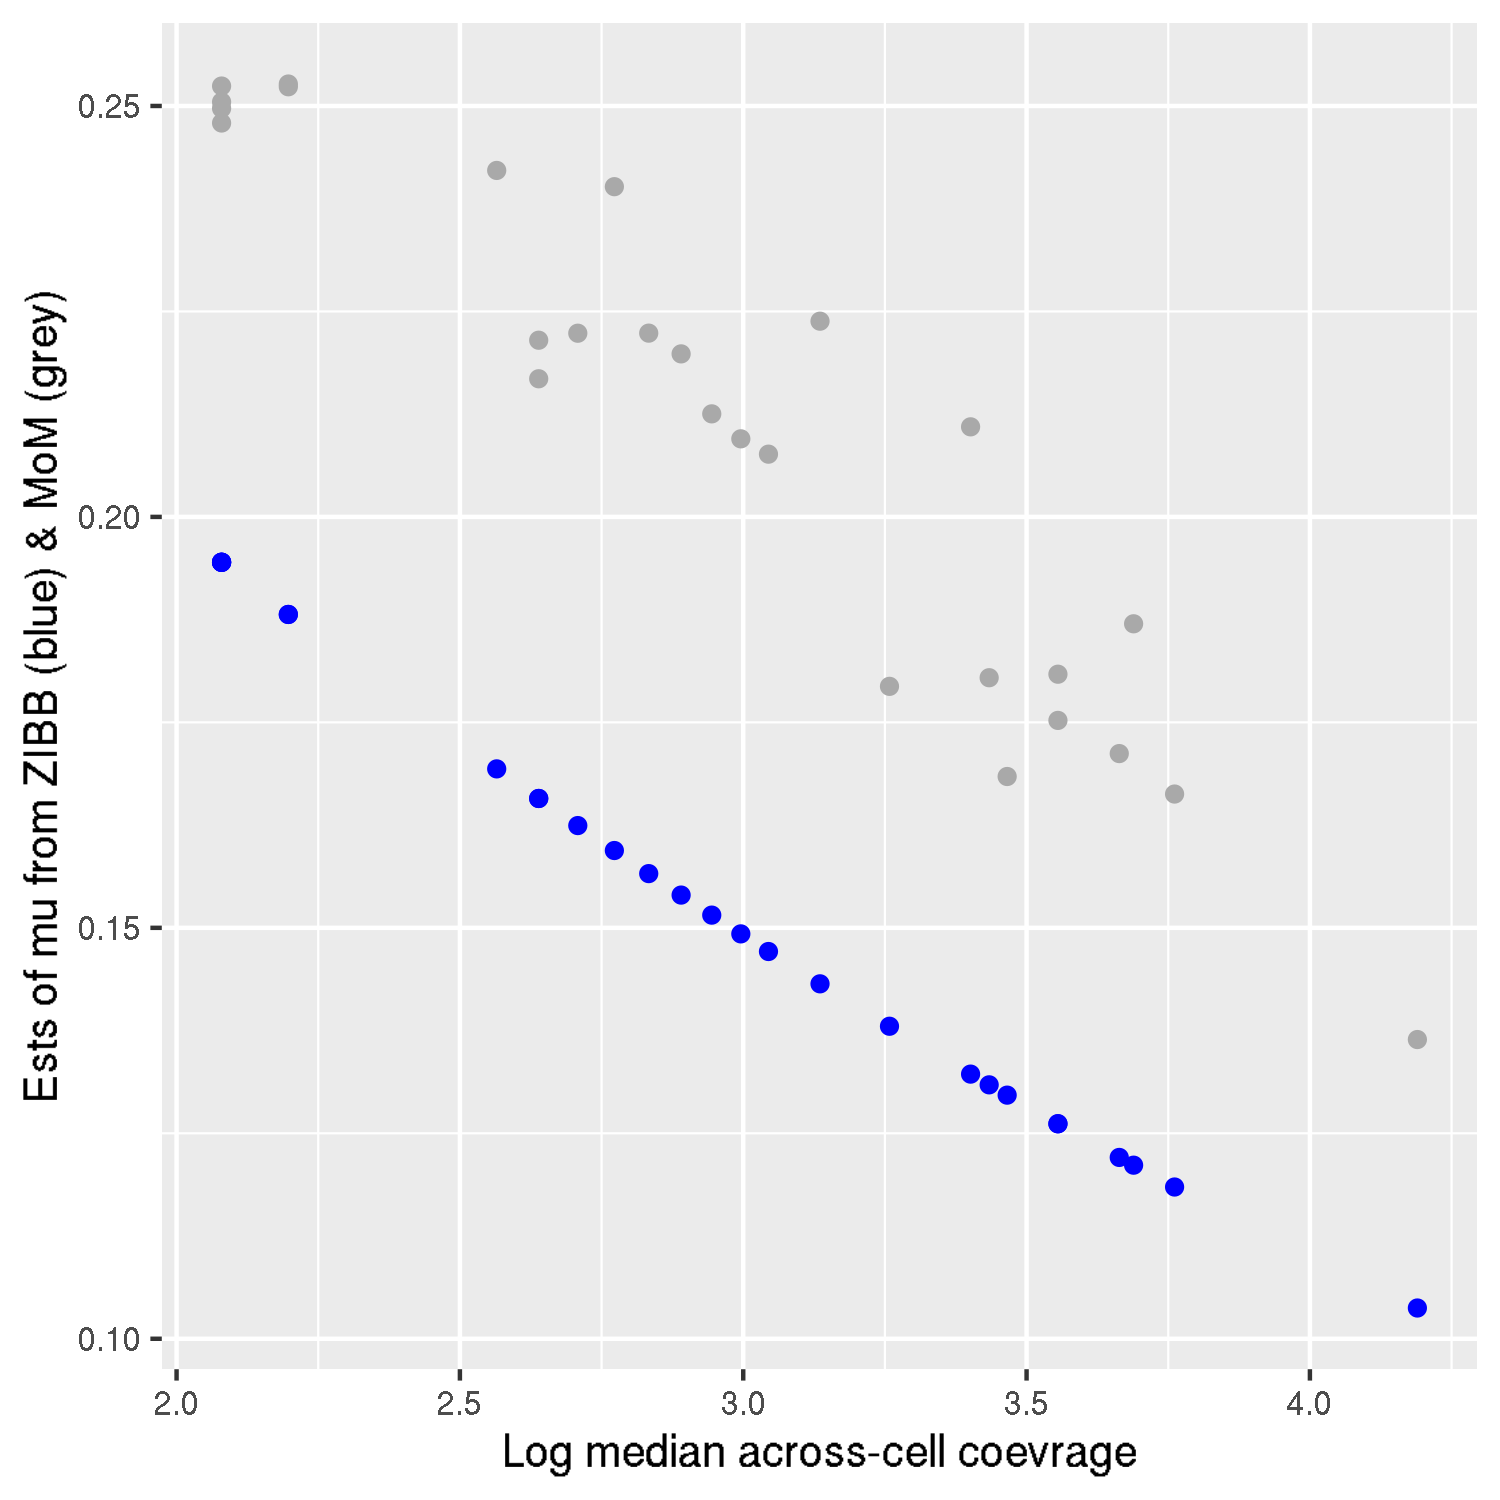 Ests of mu from ZIBB (blue) & MoM (grey)
0.25
0.20
0.15
0.10
2.0 2.5 3.0 3.5 4.0
Log median across-cell coevrage